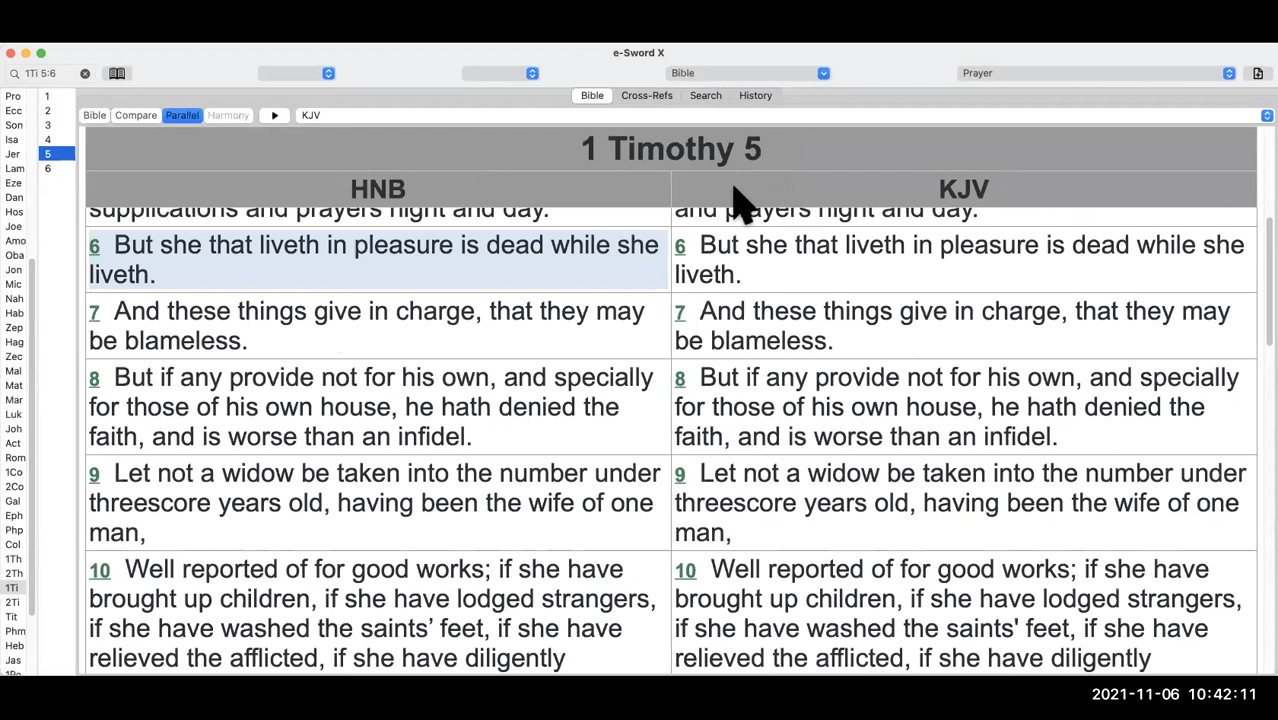 e-Sword X
1Ti 5:6
Bible
Prayer
Bible Cross-Refs Search History
Bible Compare Parallel Harmony KJV
Pro
Ecc
Son
Isa
Jer
Lam
Eze
Dan
Hos
Joe
Amo
Oba
Jon
Mic
Nah
Hab
Zep
Hag
Zec
Mal
Mat
Mar
Luk
Joh
Act
Rom
1Co
2Co
Gal
Eph
Php
Col
1Th
2Th
1Ti
2Ti
Tit
Phm
Heb
Jas
1
2
3
4
5
6
1 Timothy 5
HNB
supplications and prayers night and day.
6 But she that liveth in pleasure is dead while she
liveth.
7 And these things give in charge, that they may
be blameless.
8 But if any provide not for his own, and specially
for those of his own house, he hath denied the
faith, and is worse than an infidel.
9 Let not a widow be taken into the number under
threescore years old, having been the wife of one
man,
10 Well reported of for good works; if she have
brought up children, if she have lodged strangers,
if she have washed the saints’ feet, if she have
relieved the afflicted, if she have diligently
KJV
and prayers night and day.
6 But she that liveth in pleasure is dead while she
liveth.
7 And these things give in charge, that they may
be blameless.
8 But if any provide not for his own, and specially
for those of his own house, he hath denied the
faith, and is worse than an infidel.
9 Let not a widow be taken into the number under
threescore years old, having been the wife of one
man,
10 Well reported of for good works; if she have
brought up children, if she have lodged strangers,
if she have washed the saints' feet, if she have
relieved the afflicted, if she have diligently
2021-11-06 10:42:11